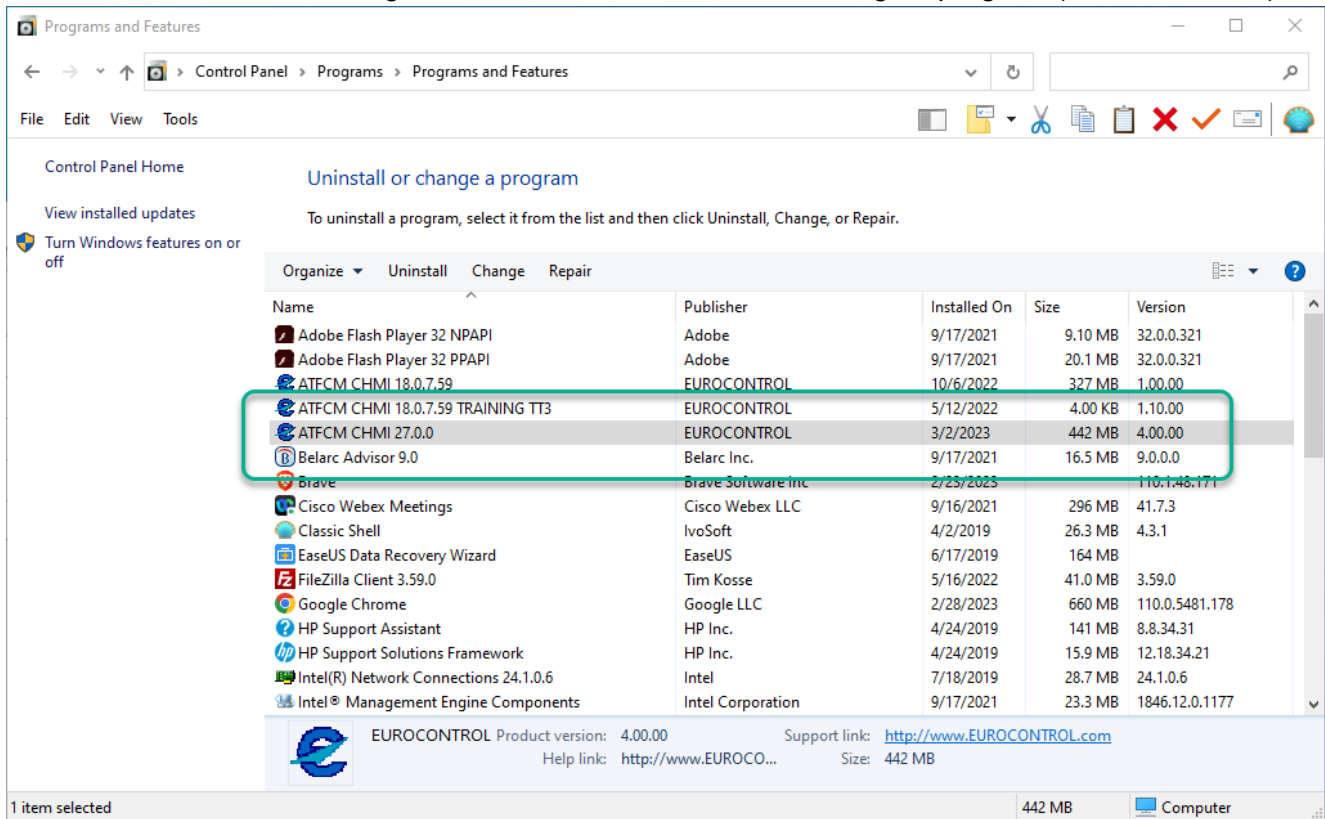 Programs and Features
Control Panel > Programs > Programs and Features
File Edit View Tools
Control Panel Home
View installed updates
Turn Windows features on or
off
Uninstall or change a program
To uninstall a program, select it from the list and then click Uninstall, Change, or Repair.
Organize Uninstall Change Repair
Name Publisher Installed On Size Version
Adobe Flash Player 32 NPAPI Adobe 9/17/2021 9.10 MB 32.0.0.321
Adobe Flash Player 32 PPAPI Adobe 9/17/2021 20.1 MB 32.0.0.321
ATFCM CHMI 18.0.7.59 EUROCONTROL 10/6/2022 327 MB 1.00.00
ATFCM CHMI 18.0.7.59 TRAINING TT3 EUROCONTROL 5/12/2022 4.00 KB 1.10.00
ATFCM CHMI 27.0.0 EUROCONTROL 3/2/2023 442 MB 4.00.00
Belarc Advisor 9.0 Belarc Inc. 9/17/2021 16.5 MB 9.0.0.0
Brave Brave Software Inc 2/23/2023 110.1.48.171
Cisco Webex Meetings Cisco Webex LLC 9/16/2021 296 MB 41.7.3
Classic Shell IvoSoft 4/2/2019 26.3 MB 4.3.1
EaseUS Data Recovery Wizard EaseUS 6/17/2019 164 MB
FileZilla Client 3.59.0 Tim Kosse 5/16/2022 41.0 MB 3.59.0
Google Chrome Google LLC 2/28/2023 660 MB 110.0.5481.178
HP Support Assistant HP Inc. 4/24/2019 141 MB 8.8.34.31
HP Support Solutions Framework HP Inc. 4/24/2019 15.9 MB 12.18.34.21
Intel(R) Network Connections 24.1.0.6 Intel 7/18/2019 28.7 MB 24.1.0.6
Intel® Management Engine Components Intel Corporation 9/17/2021 23.3 MB 1846.12.0.1177
EUROCONTROL Product version: 4.00.00 Support link: http://www.EUROCONTROL.com
Help link: http://www.EUROCO... Size: 442 MB
1 item selected 442 MB Computer